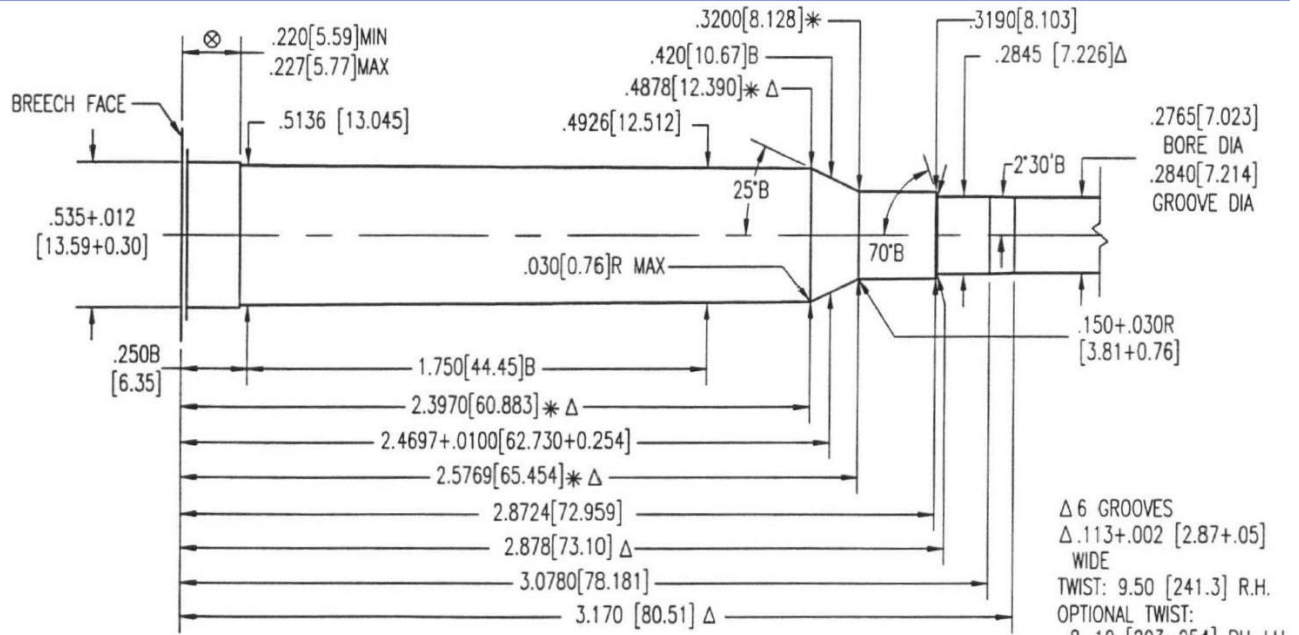 ⊗
.220[5.59]MIN
.227[5.77]MAX
.3200[8.128]*
.3190[8.103]
.420[10.67]B
.2845 [7.226]Δ
.4878[12.390]* Δ
BREECH FACE
.5136 [13.045]
.4926[12.512]
.2765[7.023]
BORE DIA
.2840[7.214]
GROOVE DIA
2°30'B
25°B
.535+.012
[13.59+0.30]
70°B
.030[0.76]R MAX
.150+.030R
[3.81+0.76]
.250B
[6.35]
1.750[44.45]B
2.3970[60.883]* Δ
2.4697+.0100[62.730+0.254]
2.5769[65.454]* Δ
2.8724[72.959]
2.878[73.10] Δ
3.0780[78.181]
3.170 [80.51] Δ
Δ 6 GROOVES
Δ .113+.002 [2.87+.05]
WIDE
TWIST: 9.50 [241.3] R.H.
OPTIONAL TWIST: